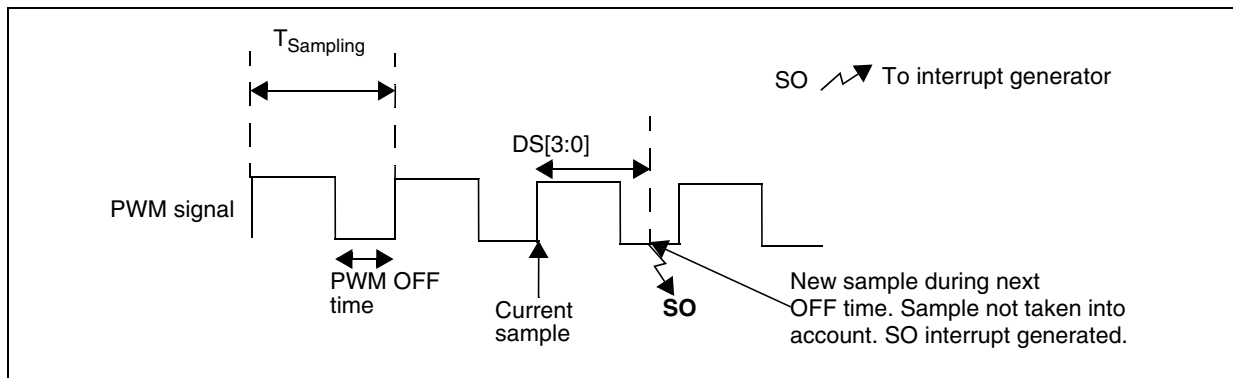 T_Sampling
SO To interrupt generator
DS[3:0]
PWM signal
PWM OFF
time
Current
sample
SO
New sample during next
OFF time. Sample not taken into
account. SO interrupt generated.